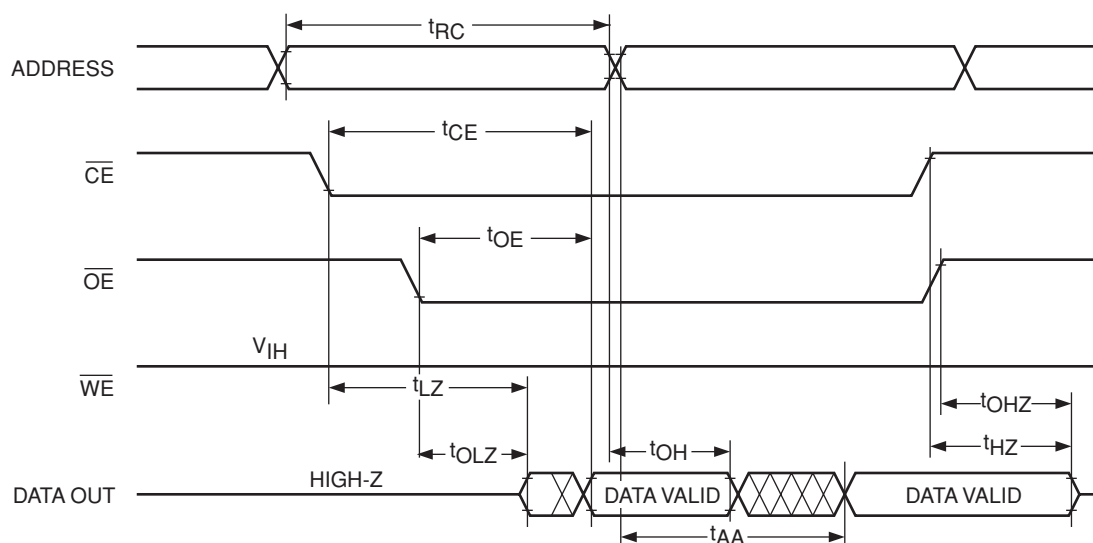 tRC
ADDRESS
tCE
CE
tOE
OE
VIH
WE
tLZ
tOHZ
tOLZ
tOH
tHZ
DATA OUT
HIGH-Z
DATA VALID
DATA VALID
tAA